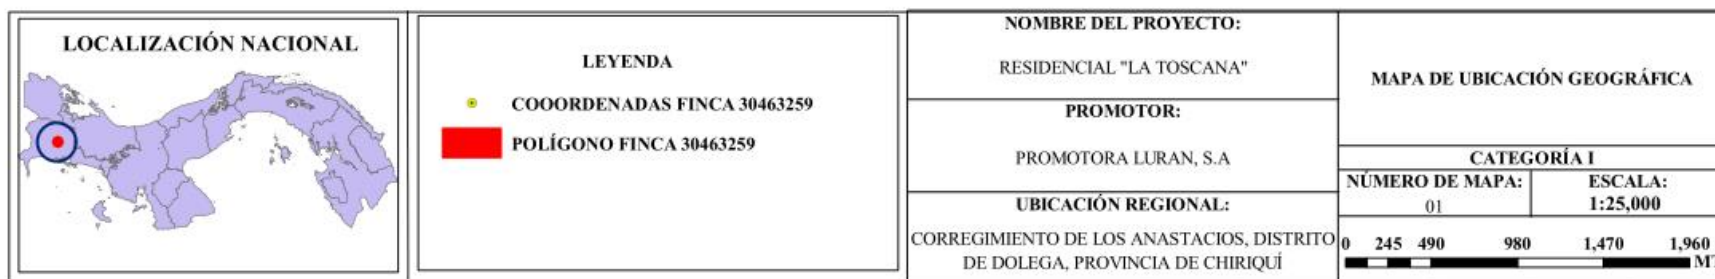 LOCALIZACIÓN NACIONAL
LEYENDA
COOORDENADAS FINCA 30463259
POLÍGONO FINCA 30463259
NOMBRE DEL PROYECTO:
RESIDENCIAL "LA TOSCANA"
PROMOTOR:
PROMOTORA LURAN, S.A
UBICACIÓN REGIONAL:
CORREGIMIENTO DE LOS ANASTACIOS, DISTRITO
DE DOLEGA, PROVINCIA DE CHIRIQUÍ
MAPA DE UBICACIÓN GEOGRÁFICA
CATEGORÍA I
NÚMERO DE MAPA:
01
ESCALA:
1:25,000
0 245 490 980 1,470 1,960